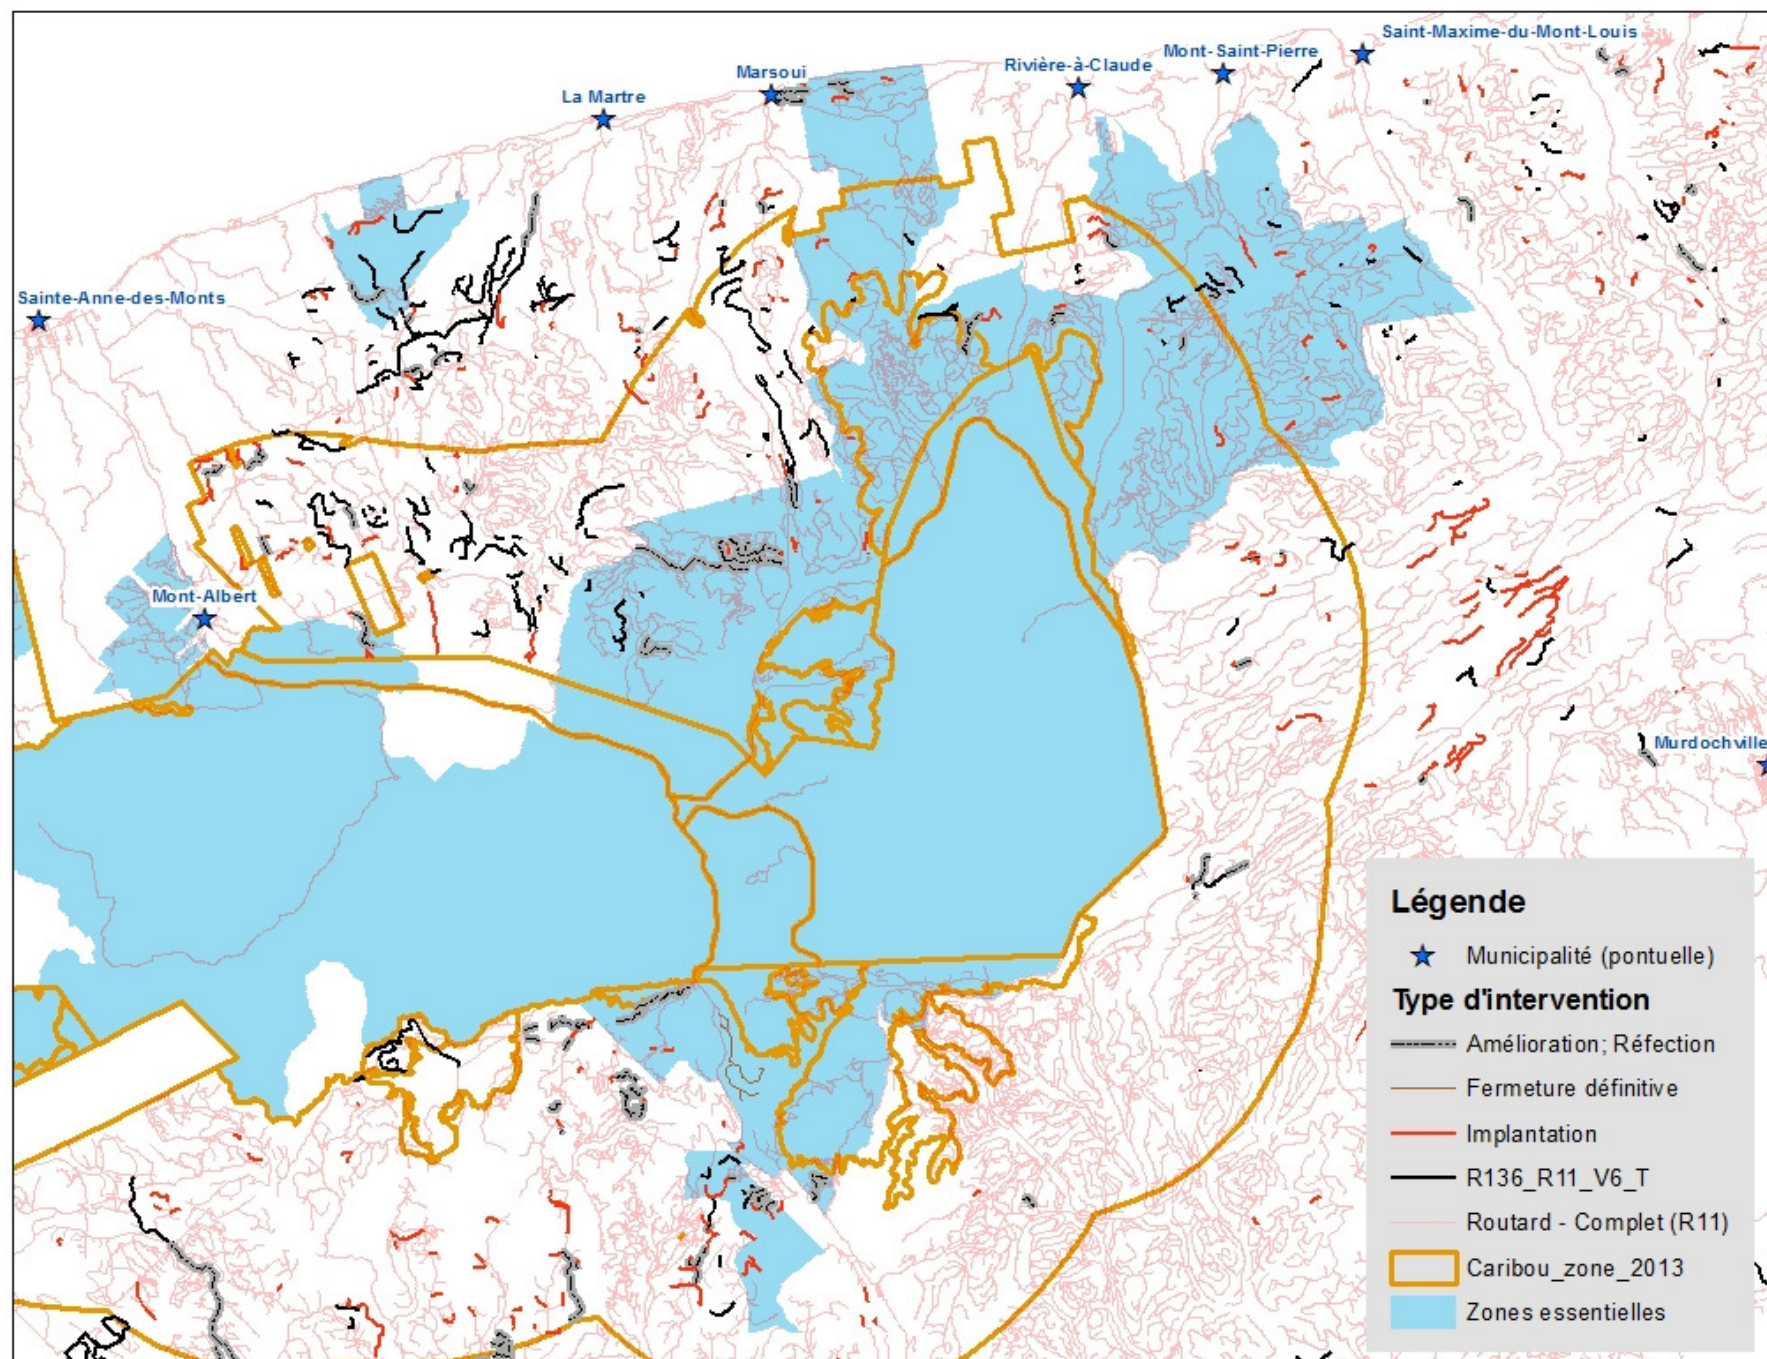 Saint-Maxime-du-Mont-Louis
Mont-Saint-Pierre
Rivière-à-Claude
Marsoui
La Martre
Sainte-Anne-des-Monts
Mont-Albert
Murdochville
Légende
Municipalité (pontuelle)
Type d'intervention
Amélioration; Réfection
Fermeture définitive
Implantation
R136_R11_V6_T
Routard - Complet (R11)
Caribou_zone_2013
Zones essentielles